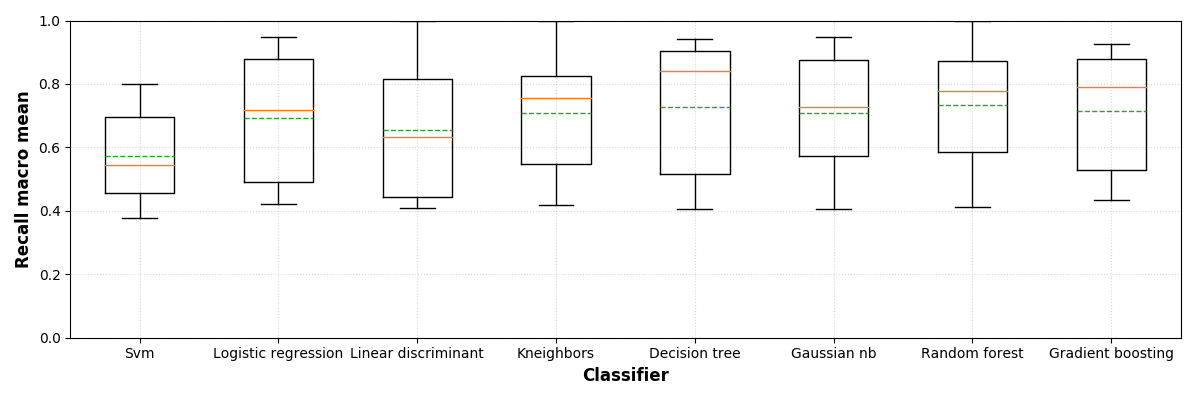 Recall macro mean
1.0
0.8
0.6
0.4
0.2
0.0
Svm Logistic regression Linear discriminant Kneighbors Decision tree Gaussian nb Random forest Gradient boosting
Classifier